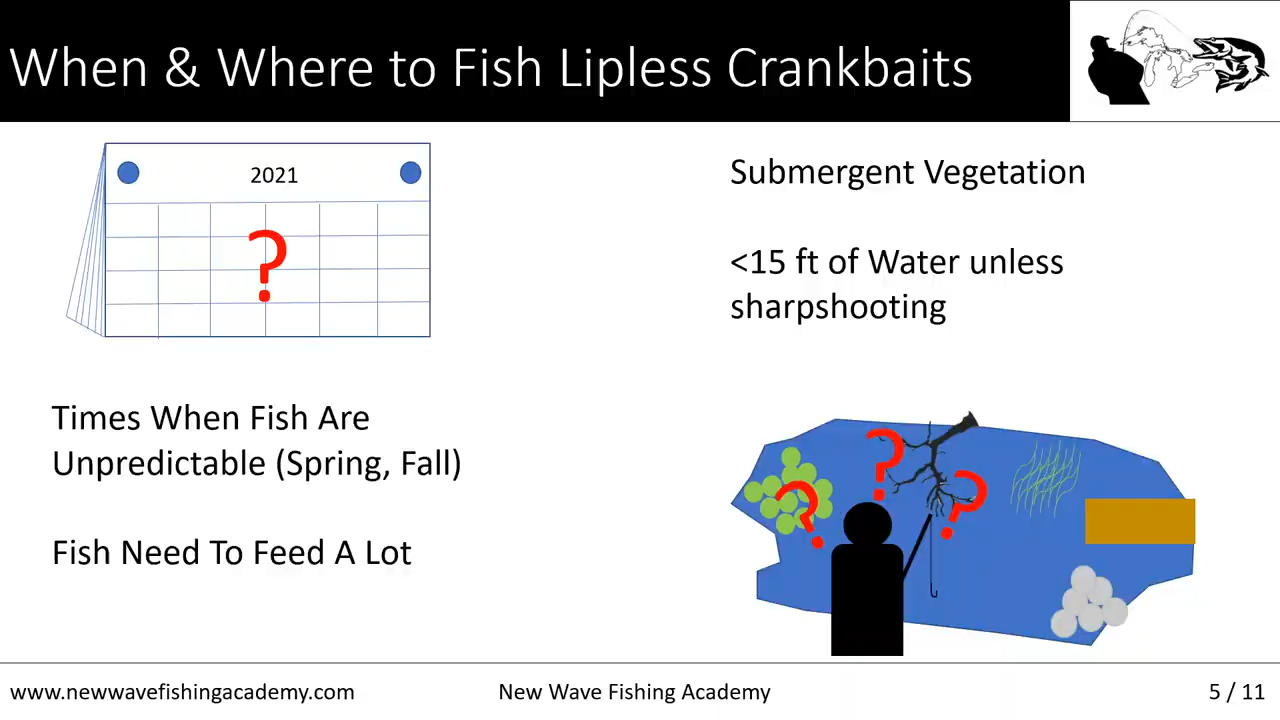 When & Where to Fish Lipless Crankbaits
2021
?
Times When Fish Are
Unpredictable (Spring, Fall)
Fish Need To Feed A Lot
Submergent Vegetation
<15 ft of Water unless
sharpshooting
?
?
?
www.newwavefishingacademy.com
New Wave Fishing Academy
5 / 11